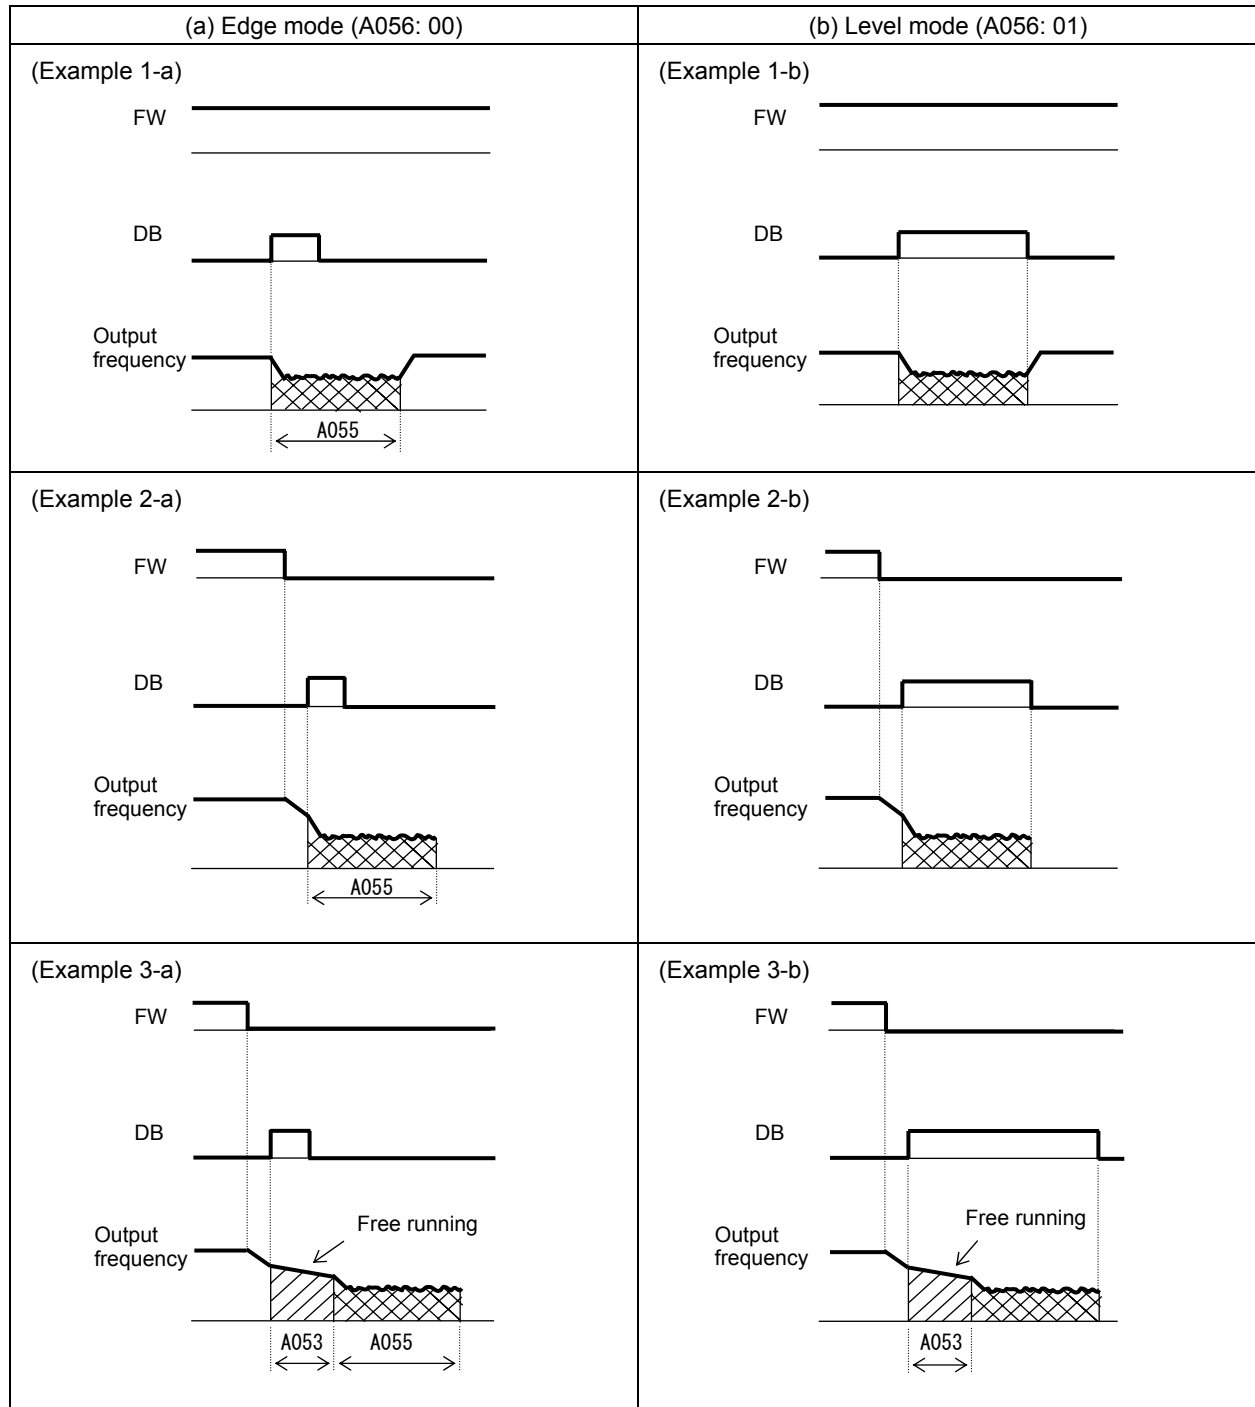 (a) Edge mode (A056: 00)
(b) Level mode (A056: 01)
(Example 1-a)
FW
DB
Output
frequency
A055
(Example 1-b)
FW
DB
Output
frequency
(Example 2-a)
FW
DB
Output
frequency
A055
(Example 2-b)
FW
DB
Output
frequency
(Example 3-a)
FW
DB
Free running
Output
frequency
A053
A055
(Example 3-b)
FW
DB
Free running
Output
frequency
A053